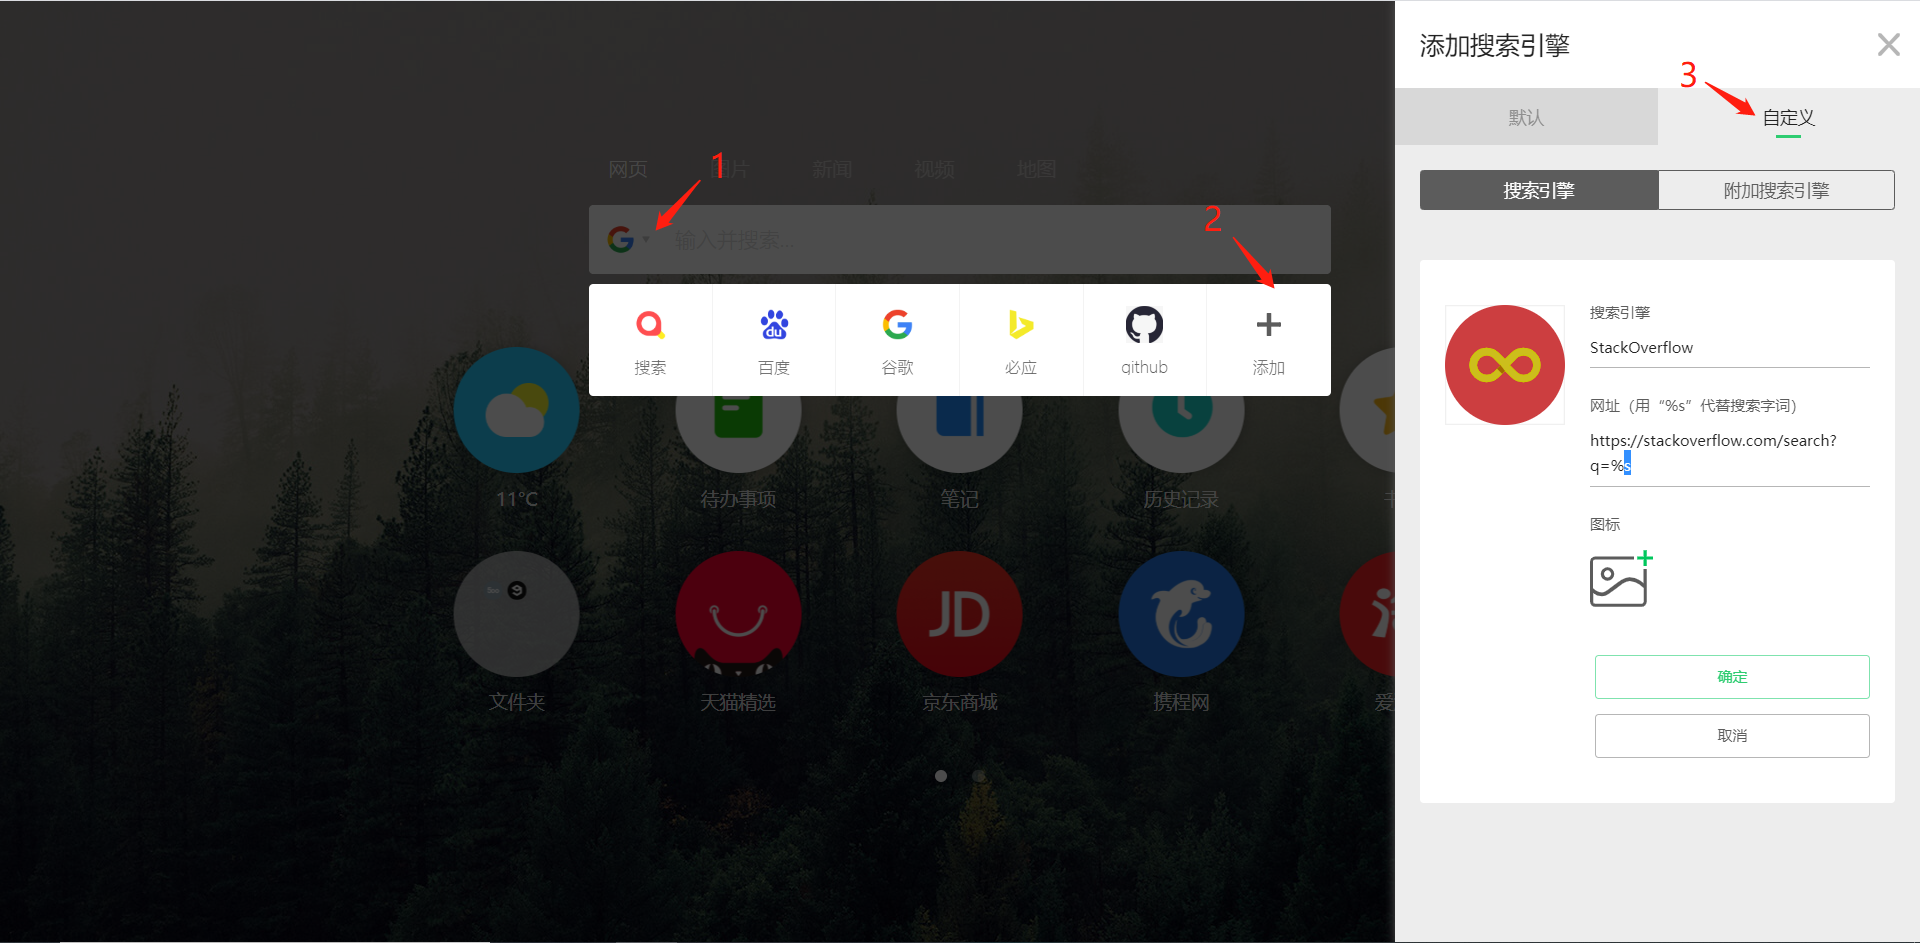 添加搜索引擎
3
默认
自定义
网页
图片
新闻
视频
地图
1
搜索引擎
附加搜索引擎
2
输入并搜索...
搜索引擎
StackOverflow
du
搜索
百度
谷歌
必应
github
添加
网址（用“%s”代替搜索字词）
https://stackoverflow.com/search?
q=%s
11°C
待办事项
笔记
历史记录
图标
JD
文件夹
天猫精选
京东商城
携程网
爱
确定
取消